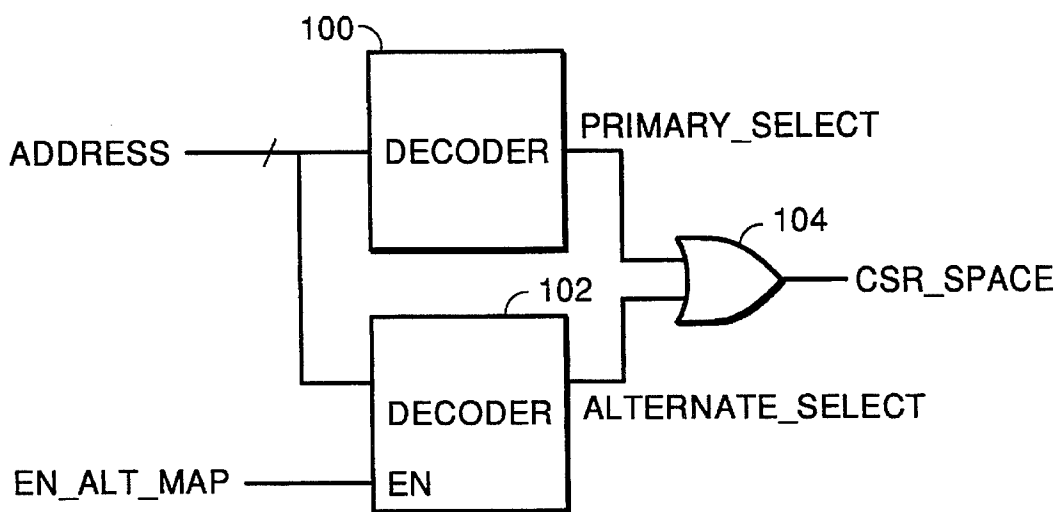 100
PRIMARY_SELECT
ADDRESS
DECODER
104
CSR_SPACE
102
DECODER
ALTERNATE_SELECT
EN_ALT_MAP
EN